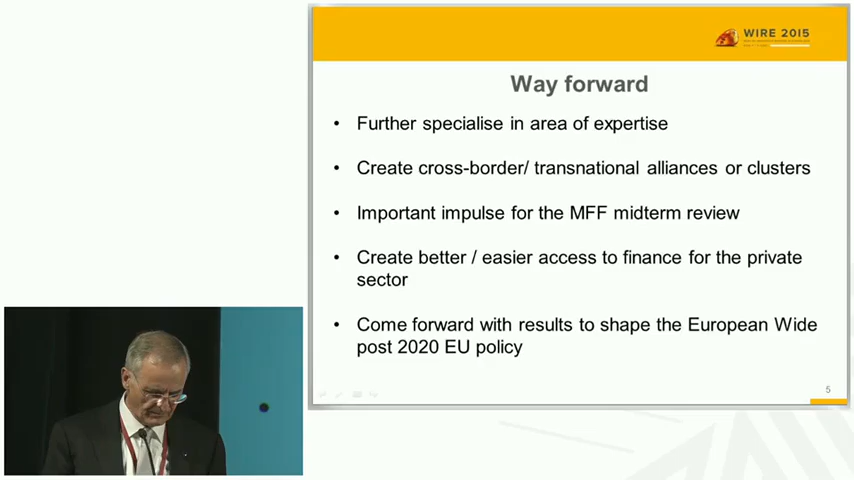 WIRE 2015
Way forward
• Further specialise in area of expertise
• Create cross-border/ transnational alliances or clusters
• Important impulse for the MFF midterm review
• Create better / easier access to finance for the private
sector
• Come forward with results to shape the European Wide
post 2020 EU policy
5